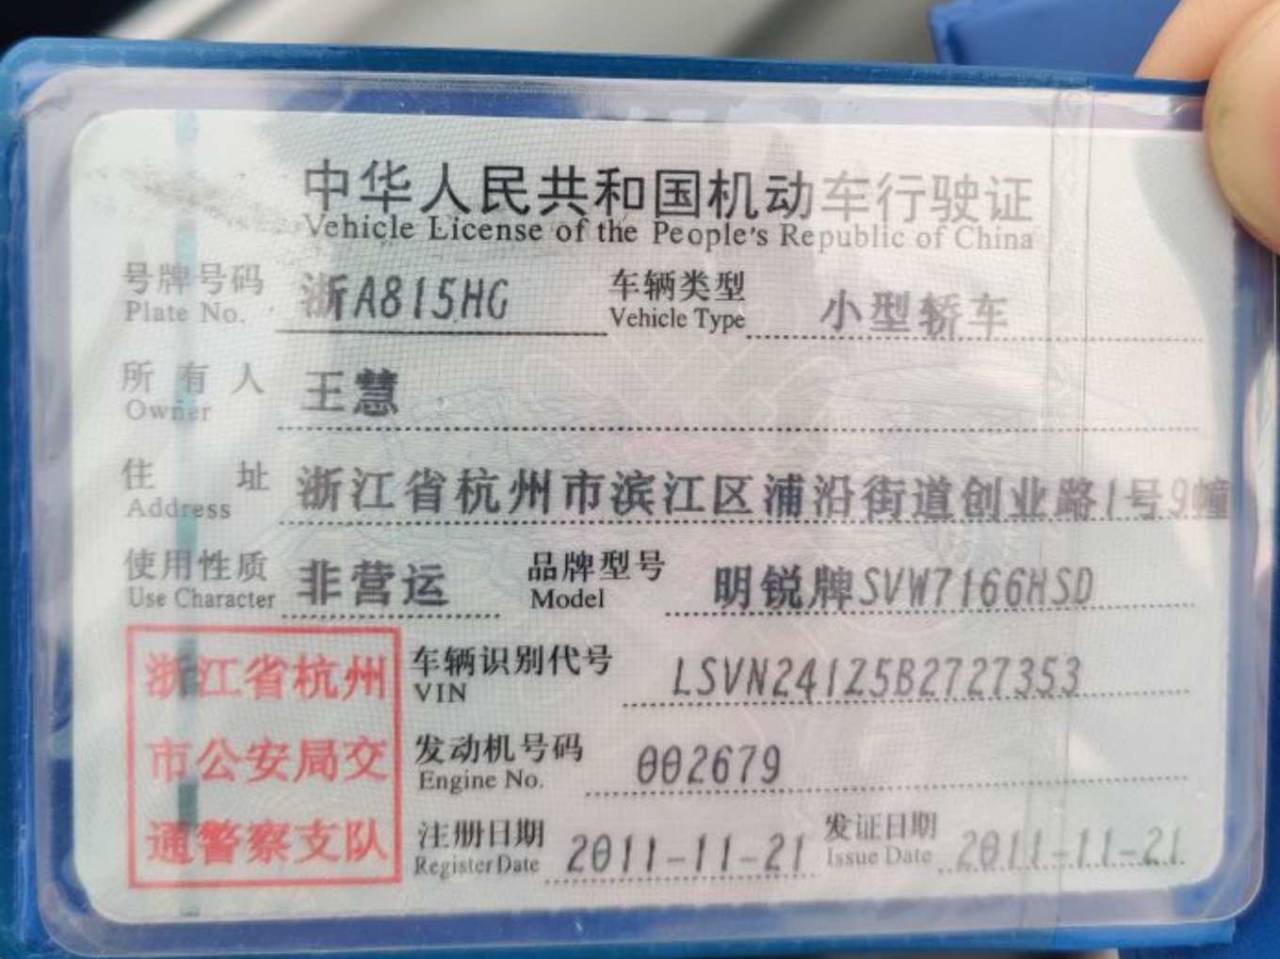 中华人民共和国机动车行驶证
Vehicle License of the People's Republic of China
号牌号码 浙A815HG 车辆类型 小型轿车
Plate No. Vehicle Type
所有人 王慧
Owner
住址 浙江省杭州市滨江区浦沿街道创业路1号9幢
Address
使用性质 非营运 品牌型号 明锐牌SVW7166HSD
Use Character Model
浙江省杭州 车辆识别代号 LSVN241Z5B2727353
VIN
市公安局交 发动机号码 002679
Engine No.
通警察支队 注册日期 2011-11-21 发证日期 2011-11-21
Register Date Issue Date